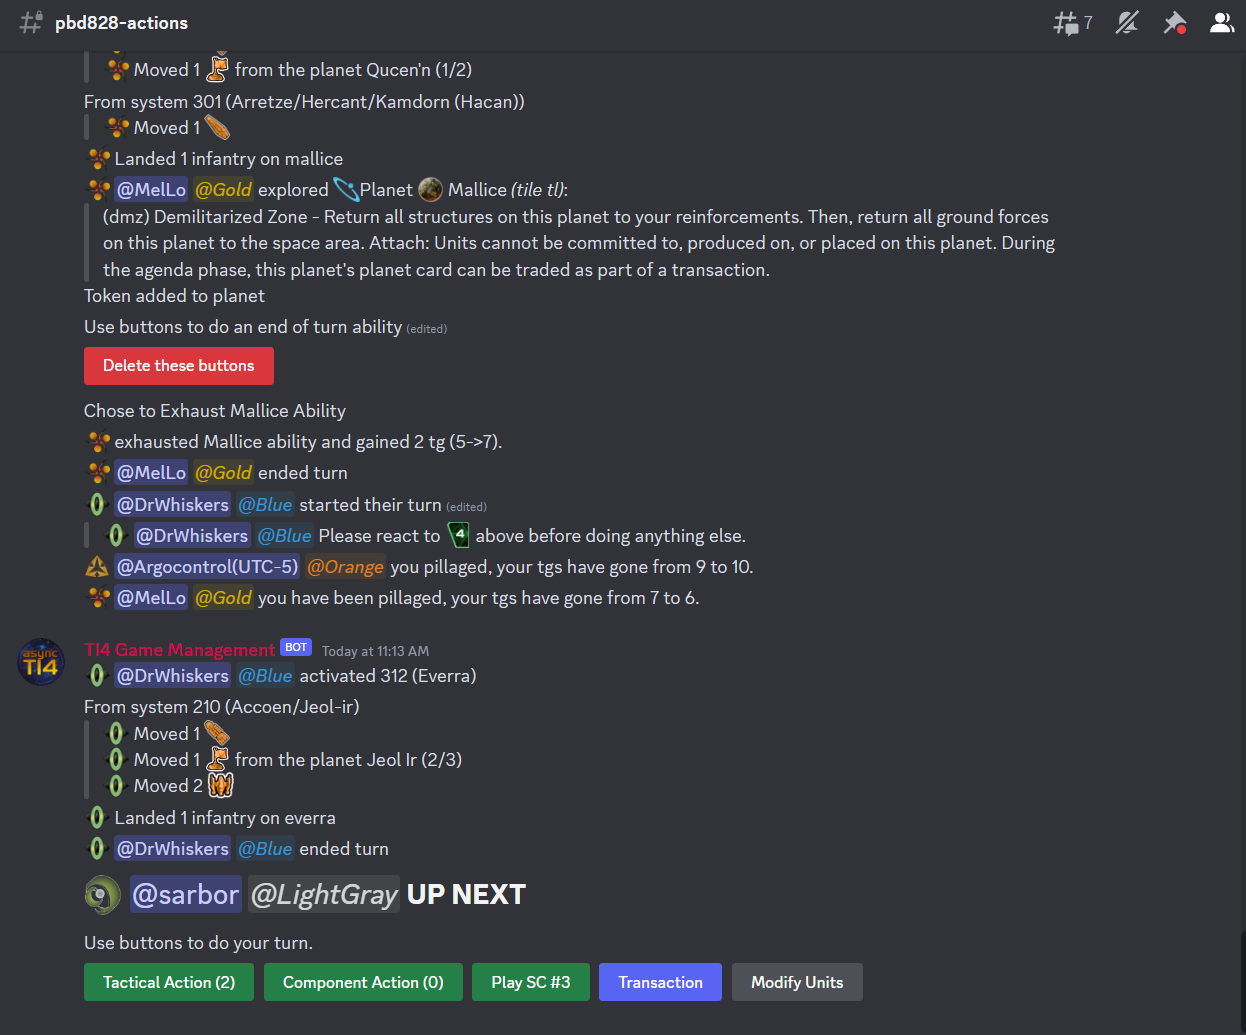 pbd828-actions
7
Moved 1 from the planet Qucen'n (1/2)
From system 301 (Arretze/Hercant/Kamdorn (Hacan))
Moved 1
Landed 1 infantry on mallice
@MelLo @Gold explored Planet Mallice (tile tl):
(dmz) Demilitarized Zone - Return all structures on this planet to your reinforcements. Then, return all ground forces
on this planet to the space area. Attach: Units cannot be committed to, produced on, or placed on this planet. During
the agenda phase, this planet's planet card can be traded as part of a transaction.
Token added to planet
Use buttons to do an end of turn ability (edited)
Delete these buttons
Chose to Exhaust Mallice Ability
exhausted Mallice ability and gained 2 tg (5->7).
@MelLo @Gold ended turn
@DrWhiskers @Blue started their turn (edited)
@DrWhiskers @Blue Please react to 4 above before doing anything else.
@Argocontrol(UTC-5) @Orange you pillaged, your tgs have gone from 9 to 10.
@MelLo @Gold you have been pillaged, your tgs have gone from 7 to 6.
async TI4
TI4 Game Management BOT Today at 11:13 AM
@DrWhiskers @Blue activated 312 (Everra)
From system 210 (Accoen/Jeol-ir)
Moved 1
Moved 1 from the planet Jeol Ir (2/3)
Moved 2
Landed 1 infantry on everra
@DrWhiskers @Blue ended turn
@sarbor @LightGray UP NEXT
Use buttons to do your turn.
Tactical Action (2) Component Action (0) Play SC #3 Transaction Modify Units